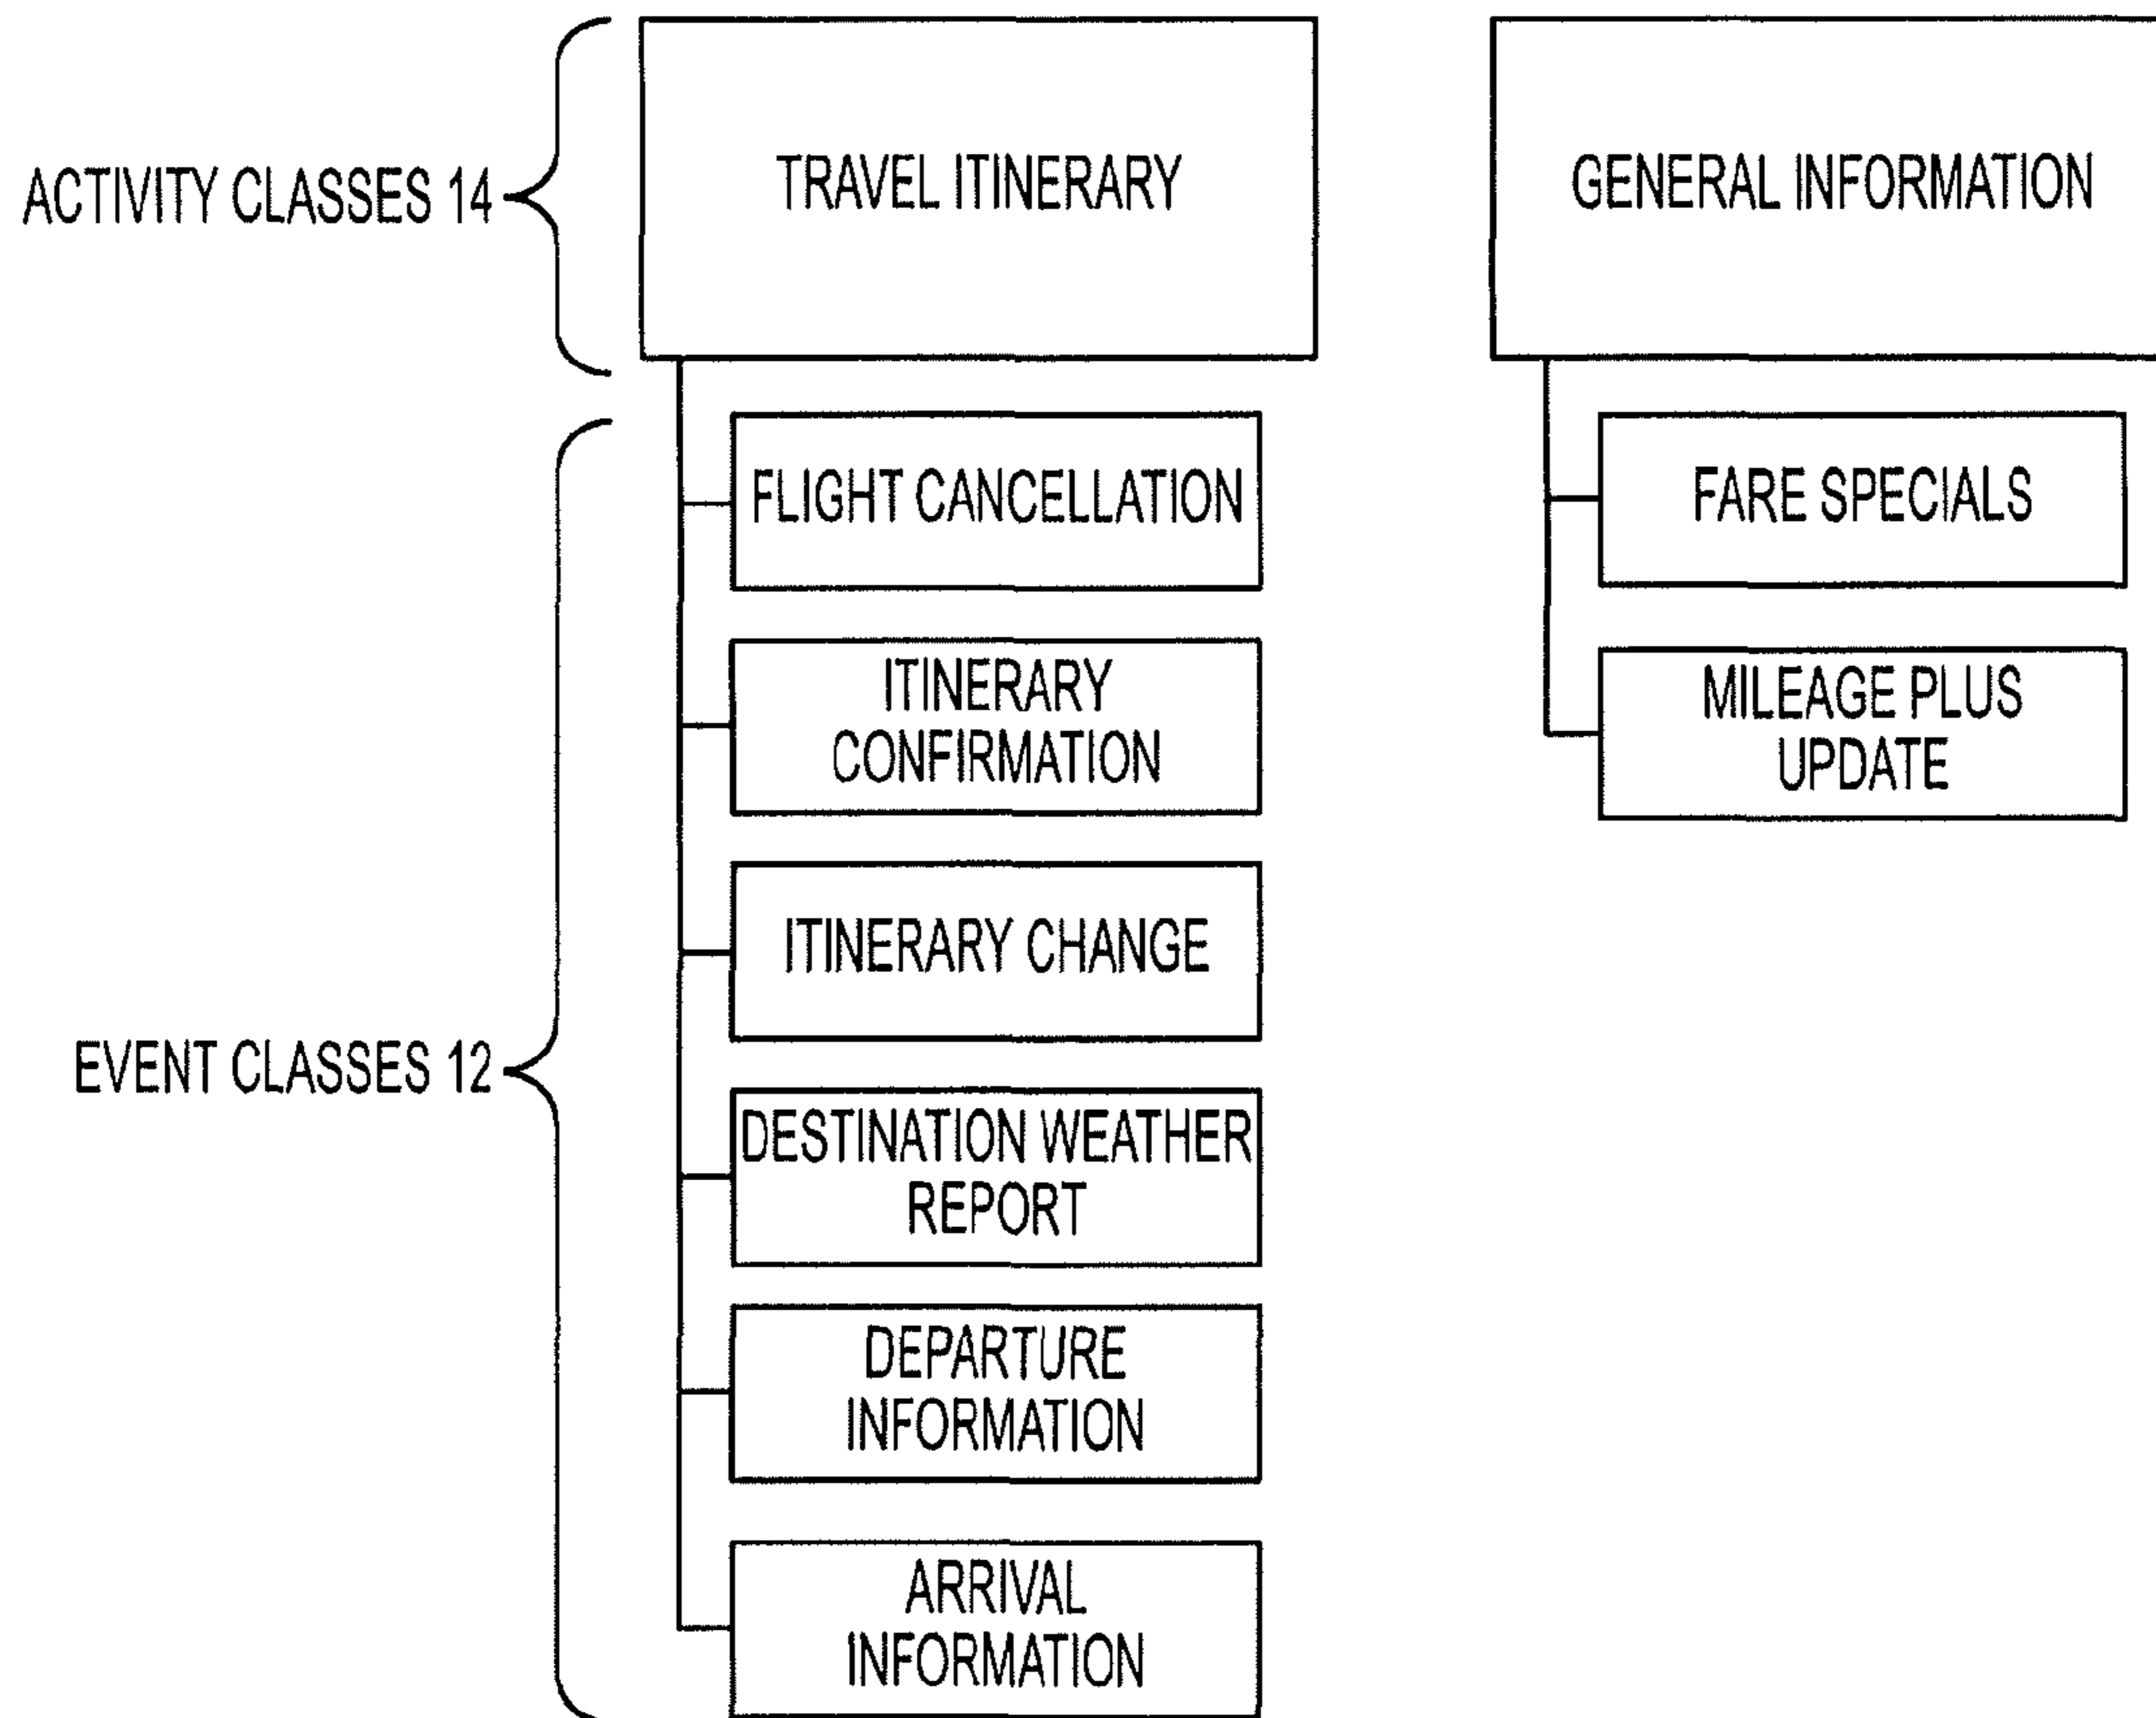 ACTIVITY CLASSES 14
TRAVEL ITINERARY
GENERAL INFORMATION
EVENT CLASSES 12
FLIGHT CANCELLATION
ITINERARY
CONFIRMATION
ITINERARY CHANGE
DESTINATION WEATHER
REPORT
DEPARTURE
INFORMATION
ARRIVAL
INFORMATION
FARE SPECIALS
MILEAGE PLUS
UPDATE